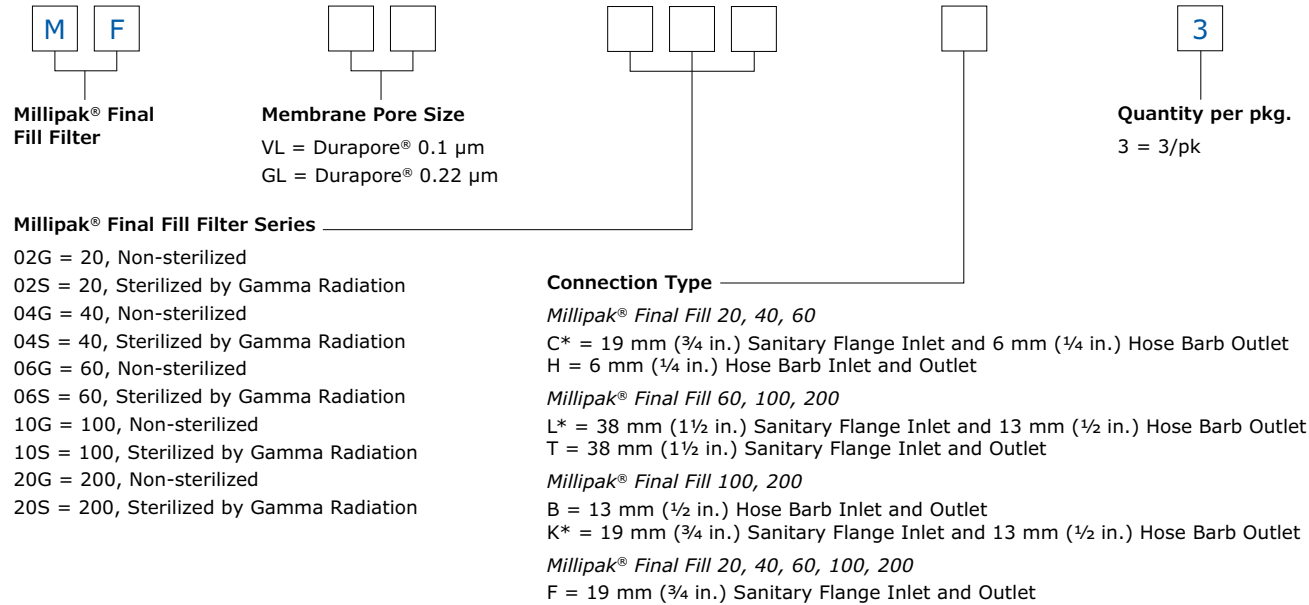 M F 3
Millipak® Final
Fill Filter
Membrane Pore Size
VL = Durapore® 0.1 µm
GL = Durapore® 0.22 µm
Quantity per pkg.
3 = 3/pk
Millipak® Final Fill Filter Series
02G = 20, Non-sterilized
02S = 20, Sterilized by Gamma Radiation
04G = 40, Non-sterilized
04S = 40, Sterilized by Gamma Radiation
06G = 60, Non-sterilized
06S = 60, Sterilized by Gamma Radiation
10G = 100, Non-sterilized
10S = 100, Sterilized by Gamma Radiation
20G = 200, Non-sterilized
20S = 200, Sterilized by Gamma Radiation
Connection Type
Millipak® Final Fill 20, 40, 60
C* = 19 mm (¾ in.) Sanitary Flange Inlet and 6 mm (¼ in.) Hose Barb Outlet
H = 6 mm (¼ in.) Hose Barb Inlet and Outlet
Millipak® Final Fill 60, 100, 200
L* = 38 mm (1½ in.) Sanitary Flange Inlet and 13 mm (½ in.) Hose Barb Outlet
T = 38 mm (1½ in.) Sanitary Flange Inlet and Outlet
Millipak® Final Fill 100, 200
B = 13 mm (½ in.) Hose Barb Inlet and Outlet
K* = 19 mm (¾ in.) Sanitary Flange Inlet and 13 mm (½ in.) Hose Barb Outlet
Millipak® Final Fill 20, 40, 60, 100, 200
F = 19 mm (¾ in.) Sanitary Flange Inlet and Outlet